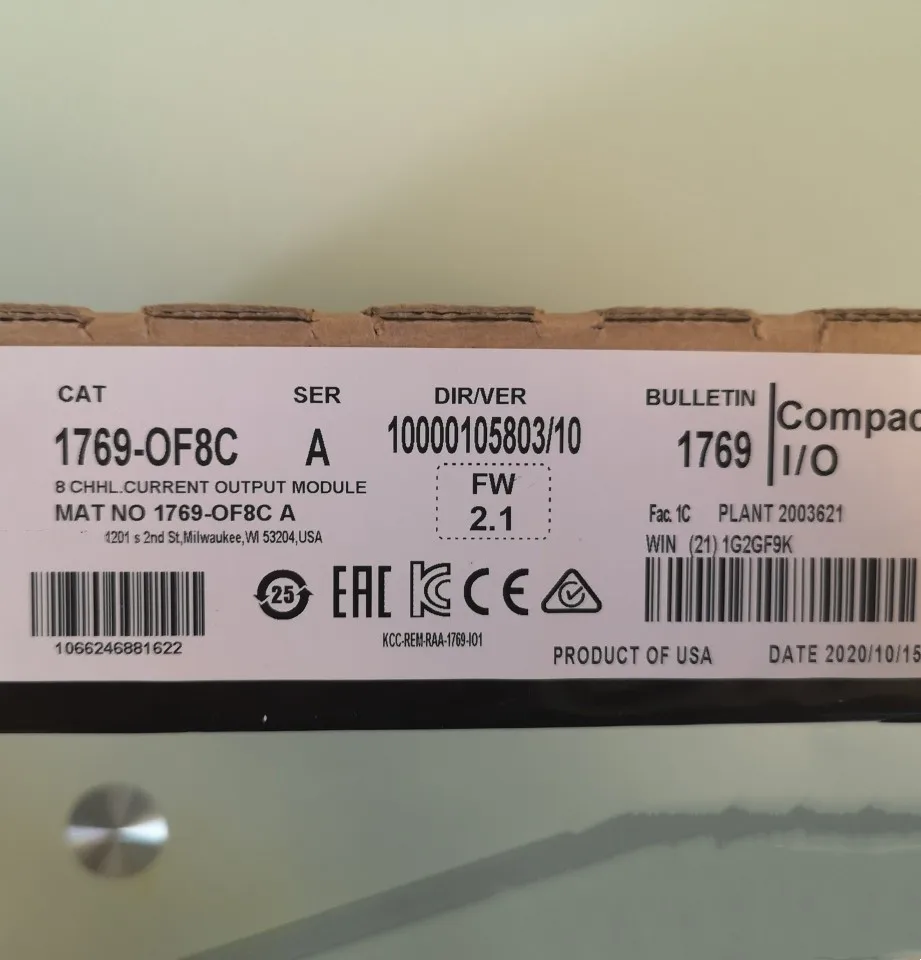 CAT SER DIR/VER BULLETIN
1769-OF8C A 10000105803/10 1769 Compac
I/O
8 CHHL.CURRENT OUTPUT MODULE
FW
2.1
MAT NO 1769-OF8C A
Fac. 1C PLANT 2003621
4201 s 2nd St,Milwaukee,WI 53204,USA
WIN (21) 1G2GF9K
25 EAC KC CE
1066246881622
KCC-REM-RAA-1769-I01
PRODUCT OF USA DATE 2020/10/15